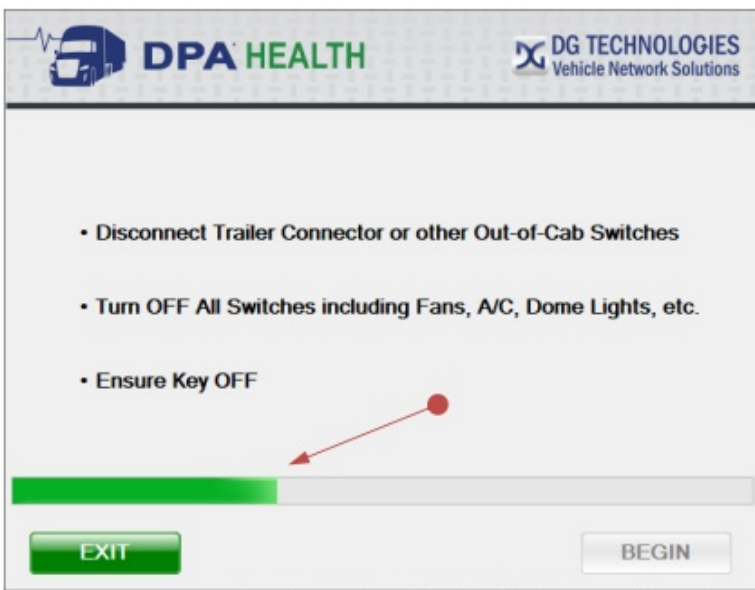 DPA HEALTH
DG TECHNOLOGIES
Vehicle Network Solutions
• Disconnect Trailer Connector or other Out-of-Cab Switches
• Turn OFF All Switches including Fans, A/C, Dome Lights, etc.
• Ensure Key OFF
EXIT
BEGIN